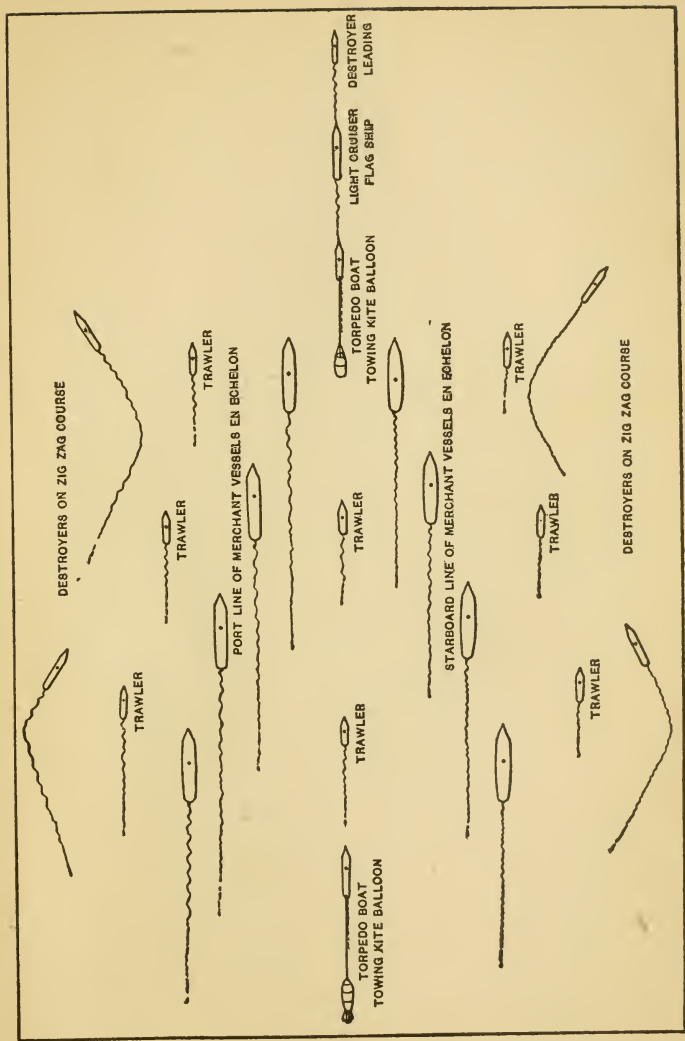 DESTROYER
LEADING
LIGHT CRUISER
FLAG SHIP
TORPEDO BOAT
TOWING KITE BALLOON
DESTROYERS ON ZIG ZAG COURSE
TRAWLER
TRAWLER
TRAWLER
PORT LINE OF MERCHANT VESSELS EN ECHELON
TRAWLER
TRAWLER
STARBOARD LINE OF MERCHANT VESSELS EN ECHELON
TRAWLER
TRAWLER
TRAWLER
DESTROYERS ON ZIG ZAG COURSE
TORPEDO BOAT
TOWING KITE BALLOON